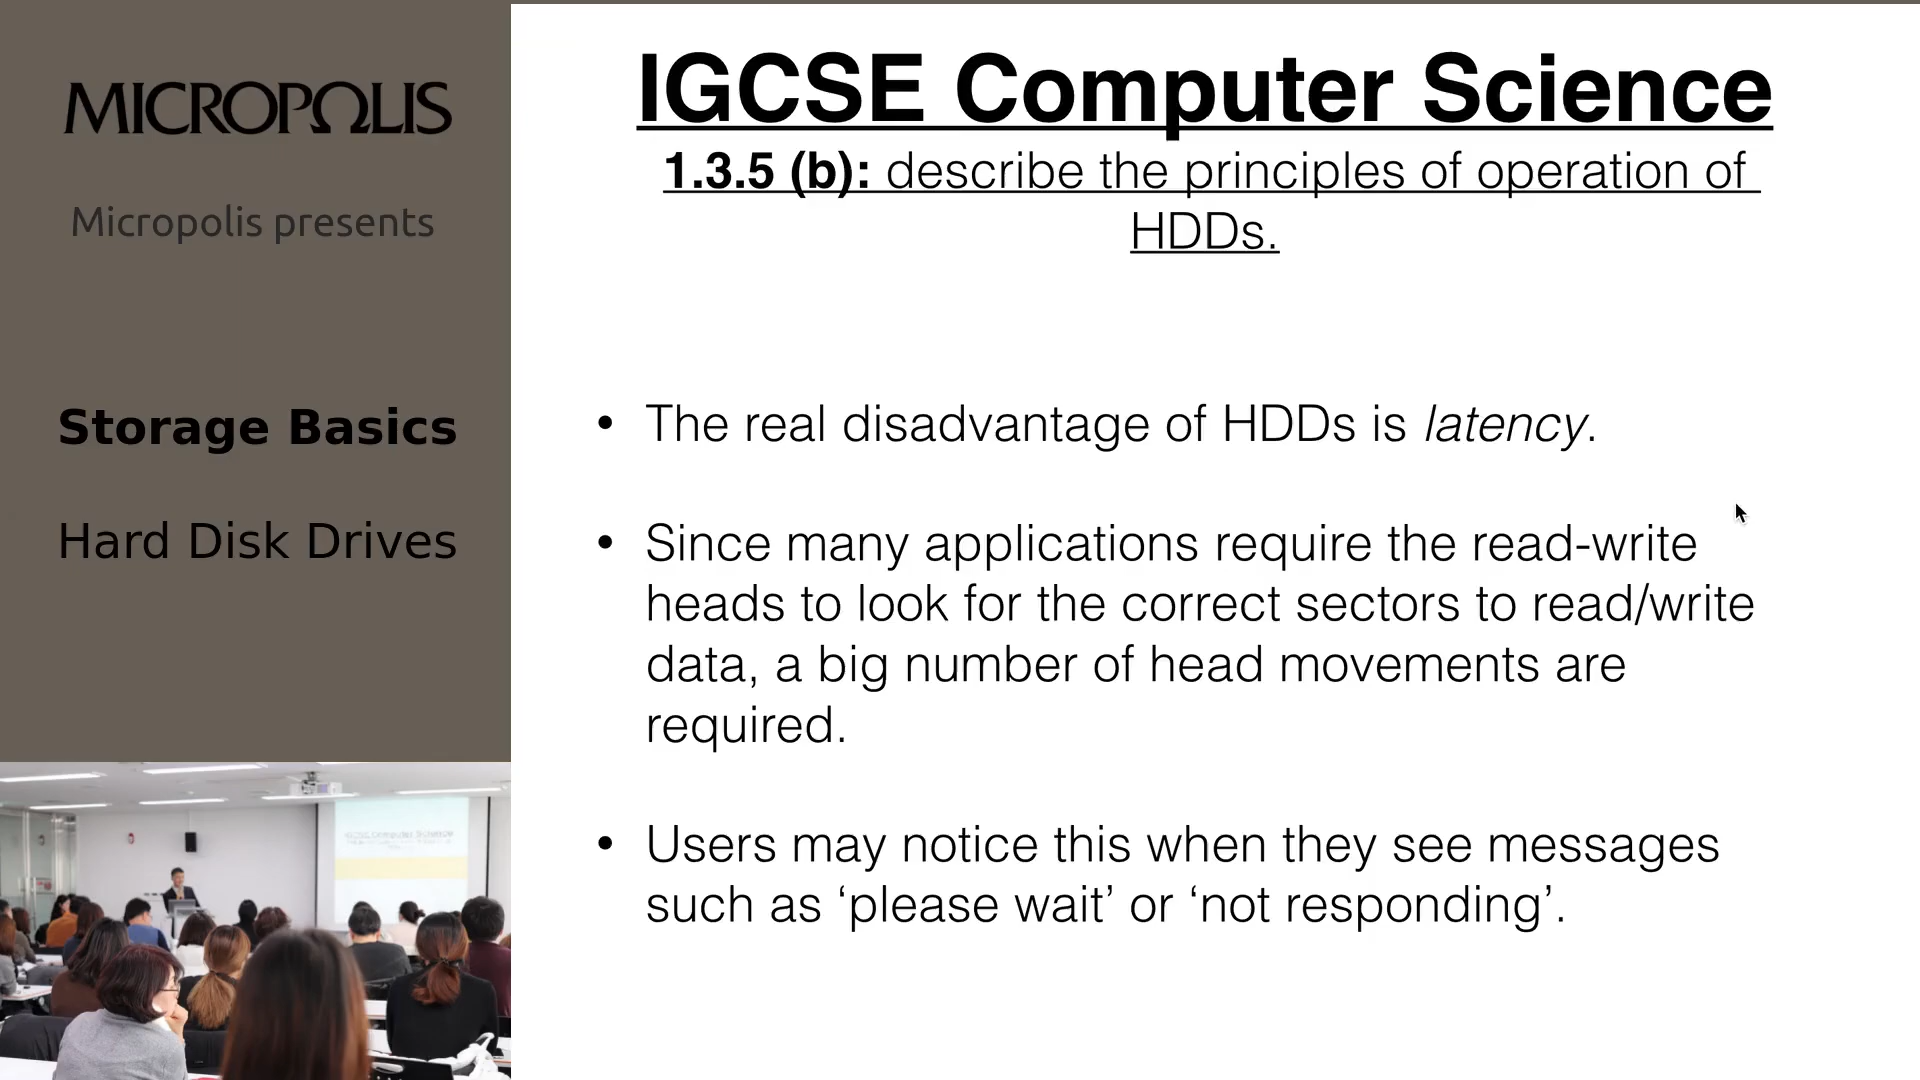 MICROPOLIS
Micropolis presents
Storage Basics
Hard Disk Drives
IGCSE Computer Science
1.3.5 (b): describe the principles of operation of
HDDs.
• The real disadvantage of HDDs is latency.
• Since many applications require the read-write
heads to look for the correct sectors to read/write
data, a big number of head movements are
required.
• Users may notice this when they see messages
such as ‘please wait’ or ‘not responding’.
IGCSE Computer Science